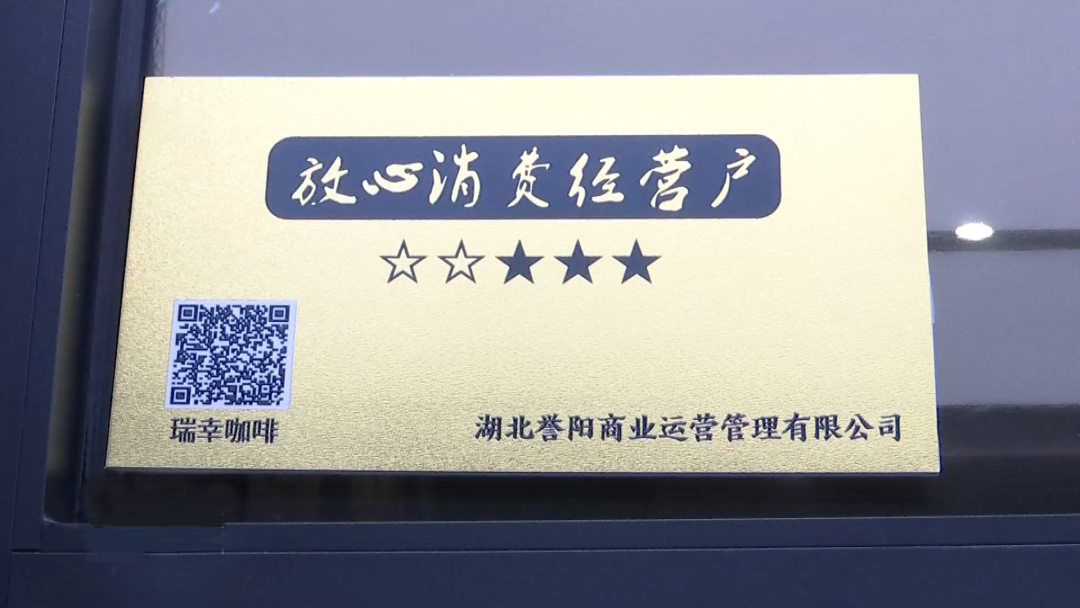 放心消费经营户
☆☆★★★
瑞幸咖啡
湖北誉阳商业运营管理有限公司